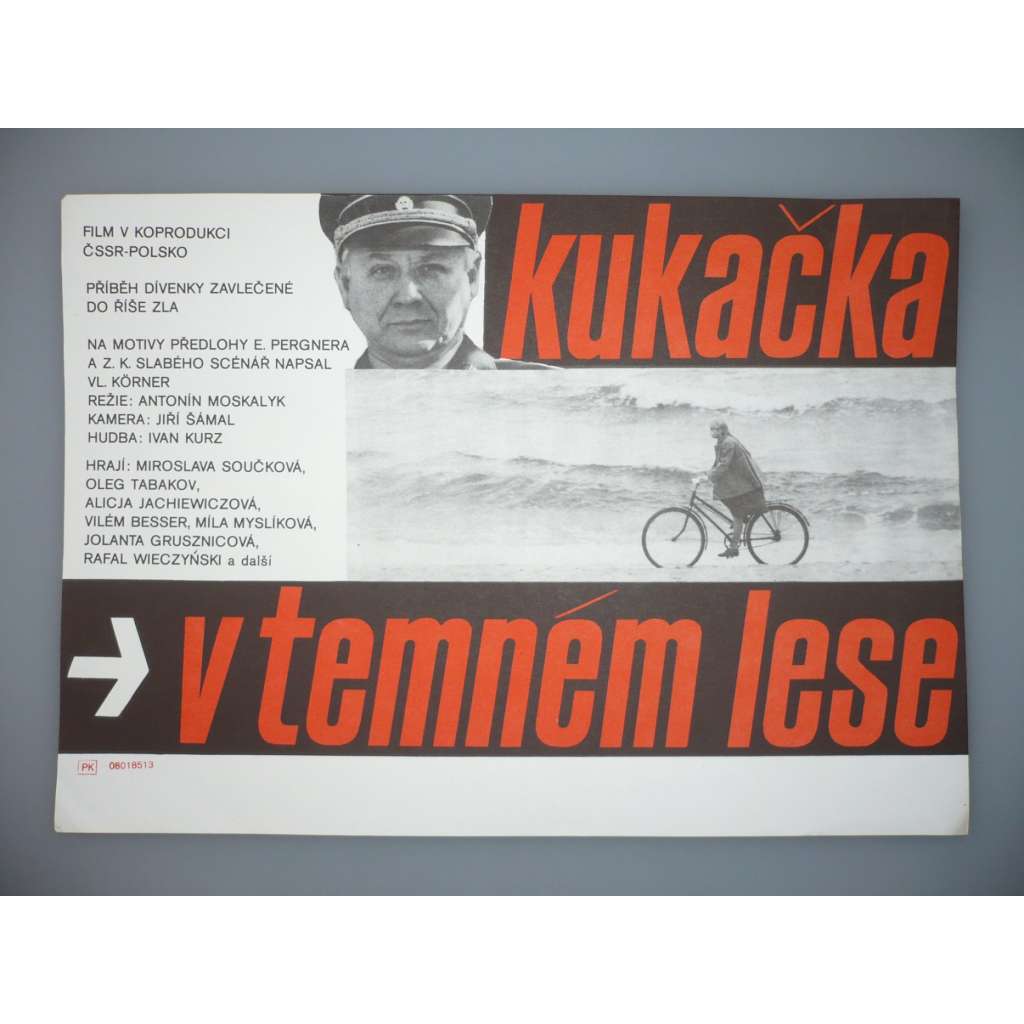 FILM V KOPRODUKCI
ČSSR-POLSKO
PŘÍBĚH DÍVENKY ZAVLEČENÉ
DO ŘÍŠE ZLA
NA MOTIVY PŘEDLOHY E. PERGNERA
A Z. K. SLABÉHO SCÉNÁŘ NAPSAL
VL. KÖRNER
REŽIE: ANTONÍN MOSKALYK
KAMERA: JIŘÍ ŠÁMAL
HUDBA: IVAN KURZ
HRAJÍ: MIROSLAVA SOUČKOVÁ,
OLEG TABAKOV,
ALICJA JACHIEWICZOVÁ,
VILÉM BESSER, MÍLA MYSLÍKOVÁ,
JOLANTA GRUSZNICOVÁ,
RAFAL WIECZYŃSKI a další
kukačka
v temném lese
PK 08018513